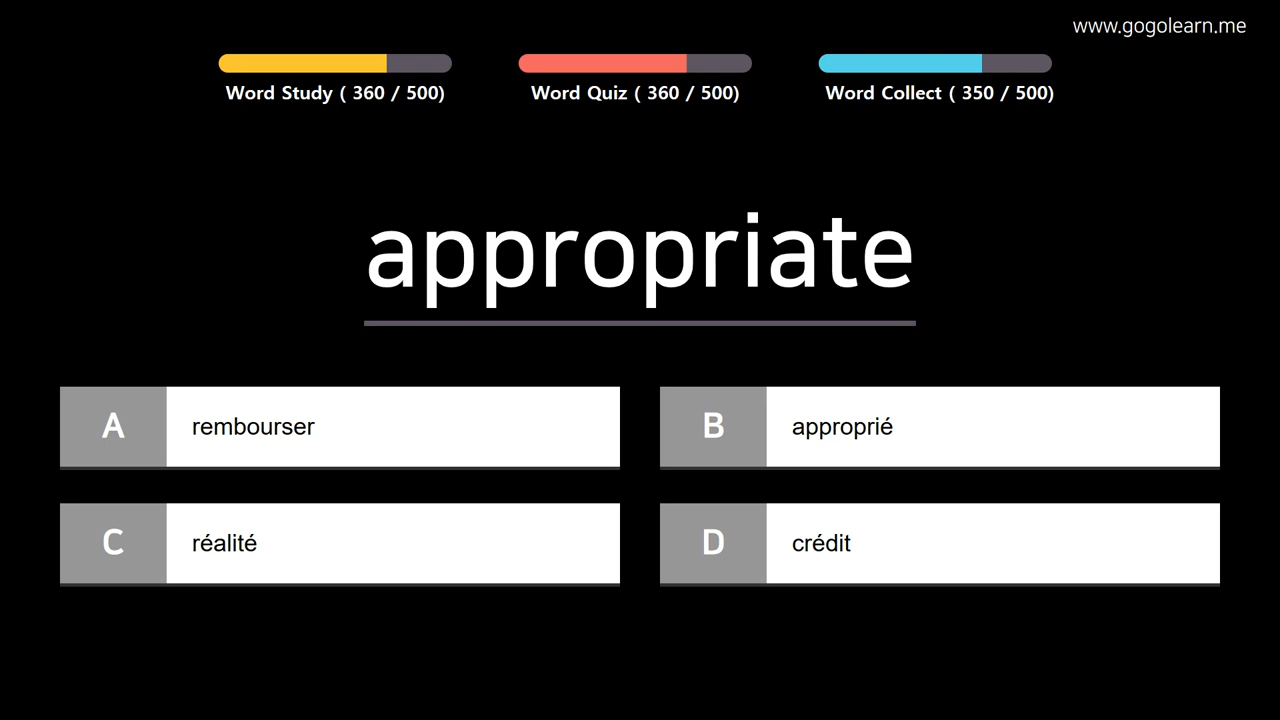 www.gogolearn.me
Word Study ( 360 / 500)
Word Quiz ( 360 / 500)
Word Collect ( 350 / 500)
appropriate
A rembourser
B approprié
C réalité
D crédit